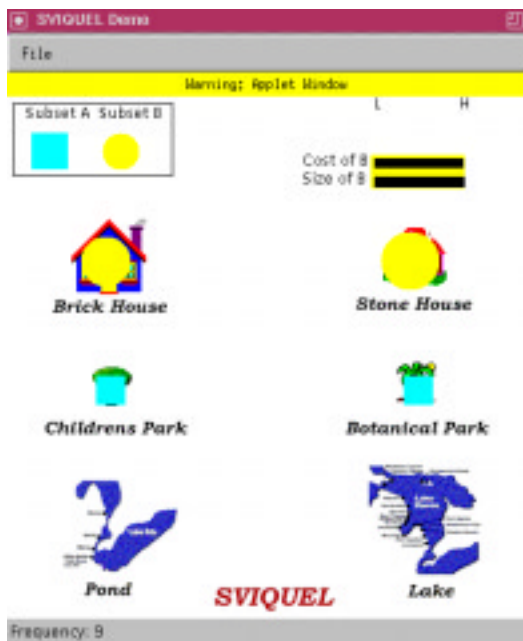 SVIQUEL Demo
File
Warning: Applet Window
Subset A Subset B
L H
Cost of B
Size of B
Brick House
Stone House
Childrens Park
Botanical Park
Pond
SVIQUEL
Lake
Frequency: 9